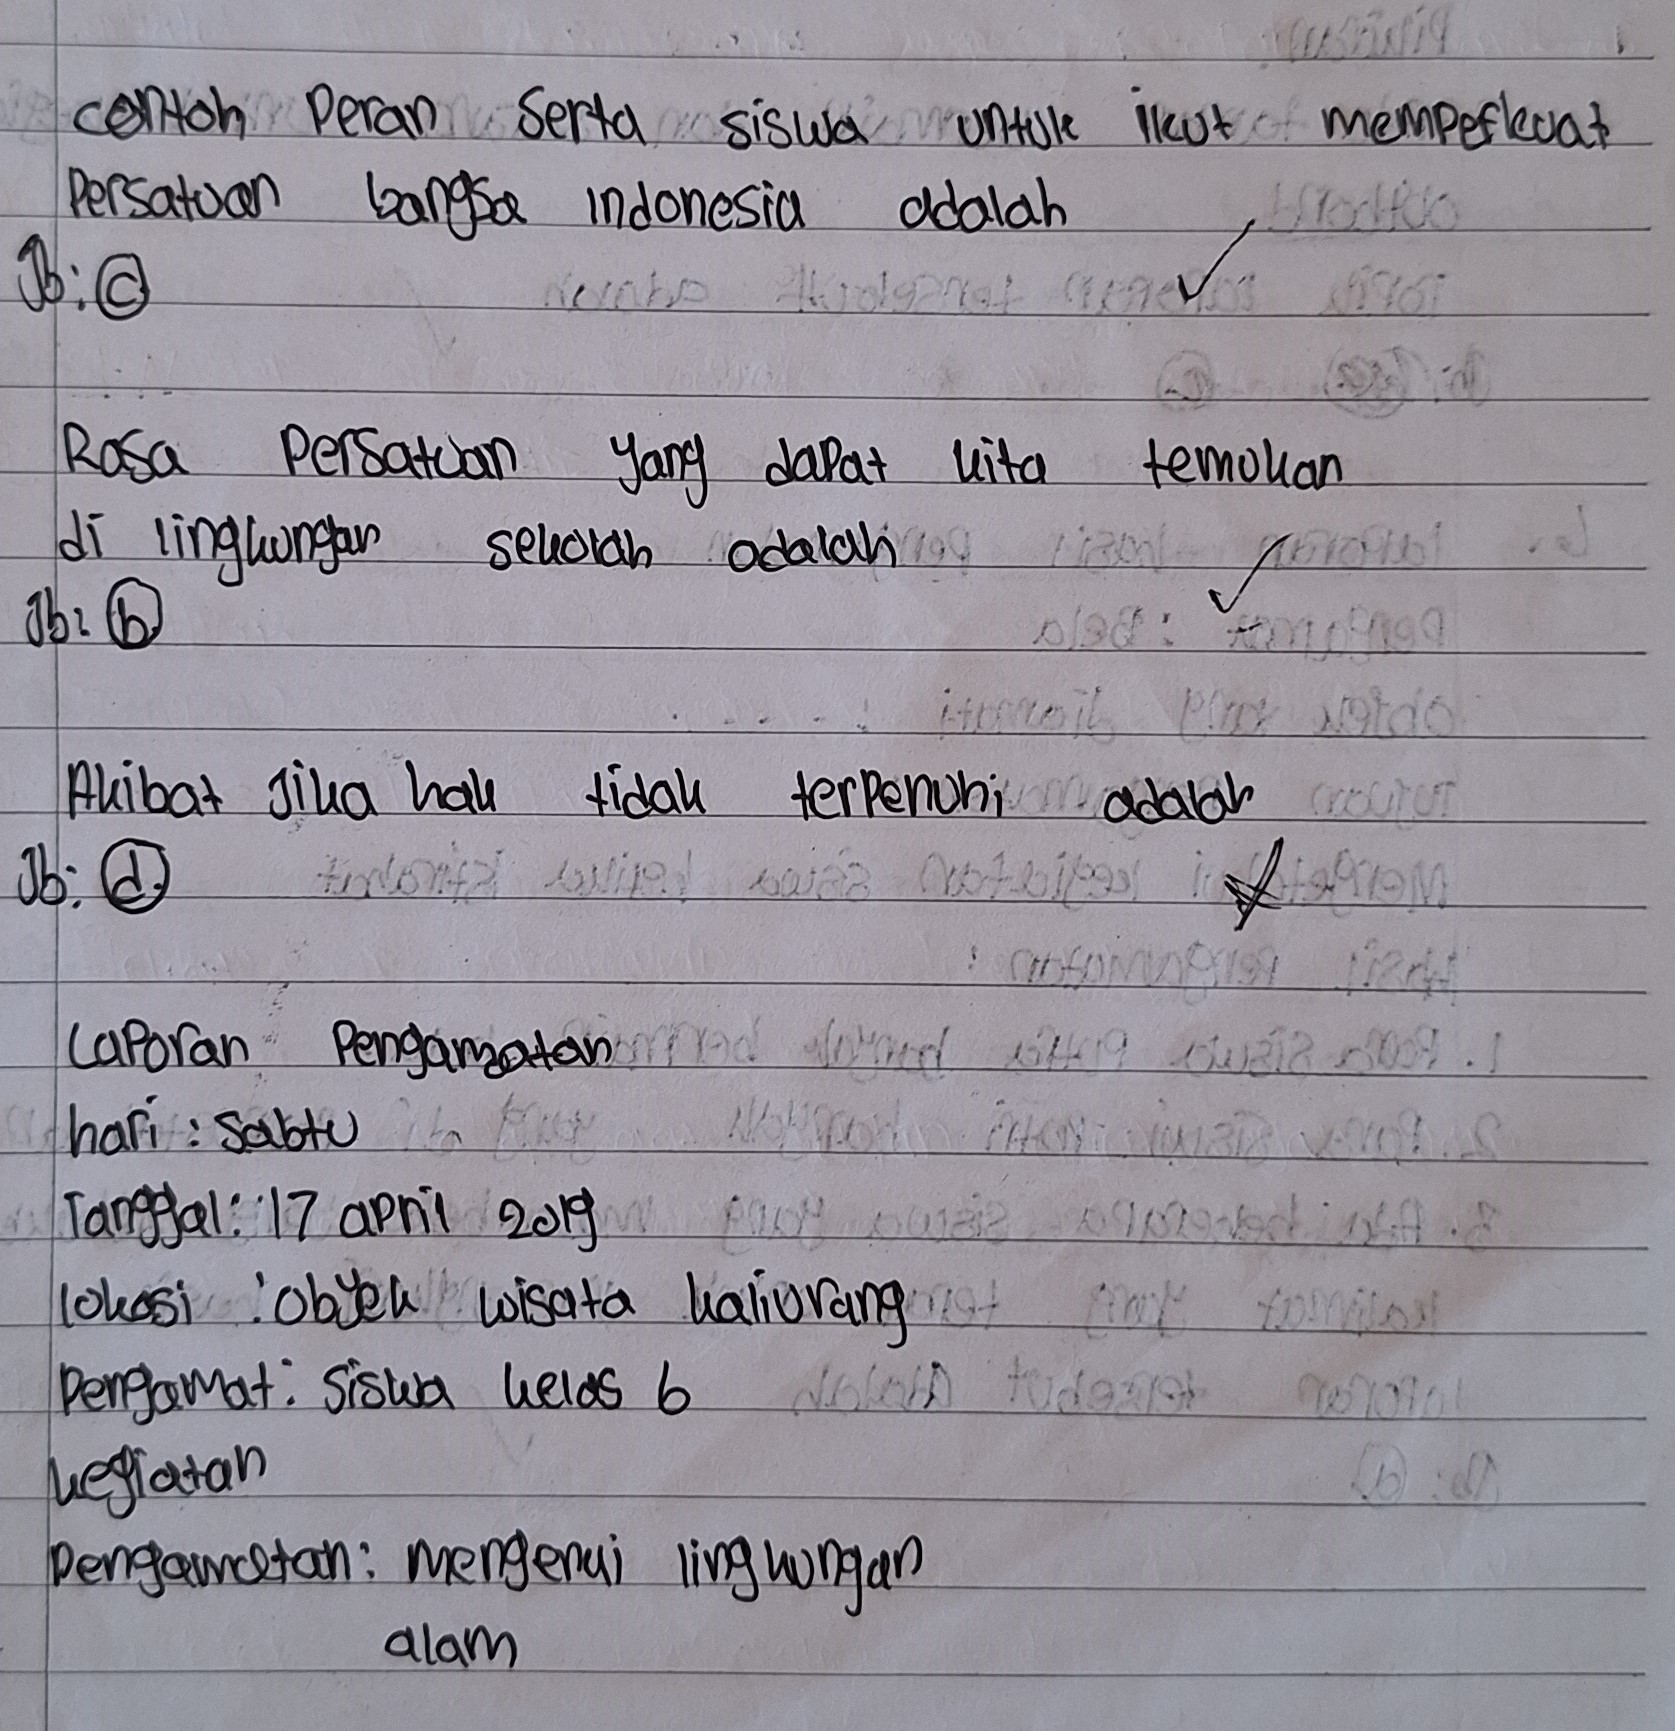 contoh Peran Serta siswa untuk ikut memperkuat
Persatuan bangsa indonesia adalah
Jb: c
Rasa Persatuan yang dapat kita temukan
di lingkungan sekolah adalah
Jb: b
Akibat Jika hak tidak terpenuhi adalah
Jb: d
Laporan Pengamatan
hari : Sabtu
Tanggal: 17 april 2019
lokasi : Obyek wisata kaliurang
Pengamat: Siswa kelas 6
kegiatan
Pengamatan: mengenai lingkungan
alam